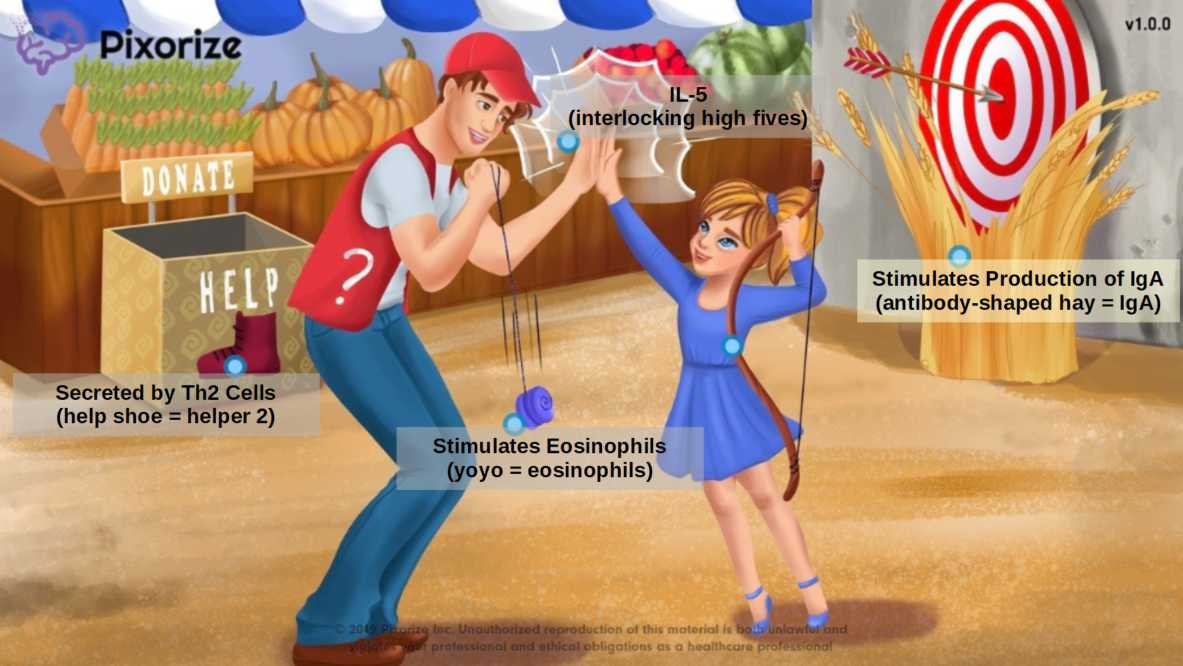 Pixorize
v1.0.0
IL-5
(interlocking high fives)
DONATE
HELP
?
Stimulates Production of IgA
(antibody-shaped hay = IgA)
Secreted by Th2 Cells
(help shoe = helper 2)
Stimulates Eosinophils
(yoyo = eosinophils)
© 2019 Pixorize Inc. Unauthorized reproduction of this material is both unlawful and
violates your professional and ethical obligations as a healthcare professional